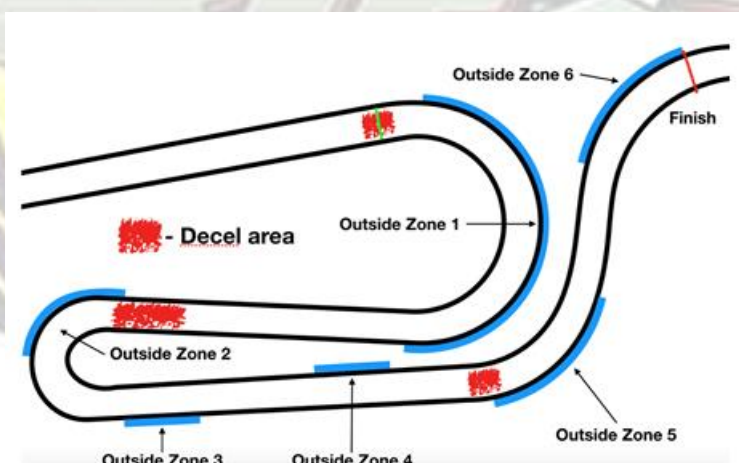 Outside Zone 6
Finish
Outside Zone 1
- Decel area
Outside Zone 2
Outside Zone 5
Outside Zone 3
Outside Zone 4